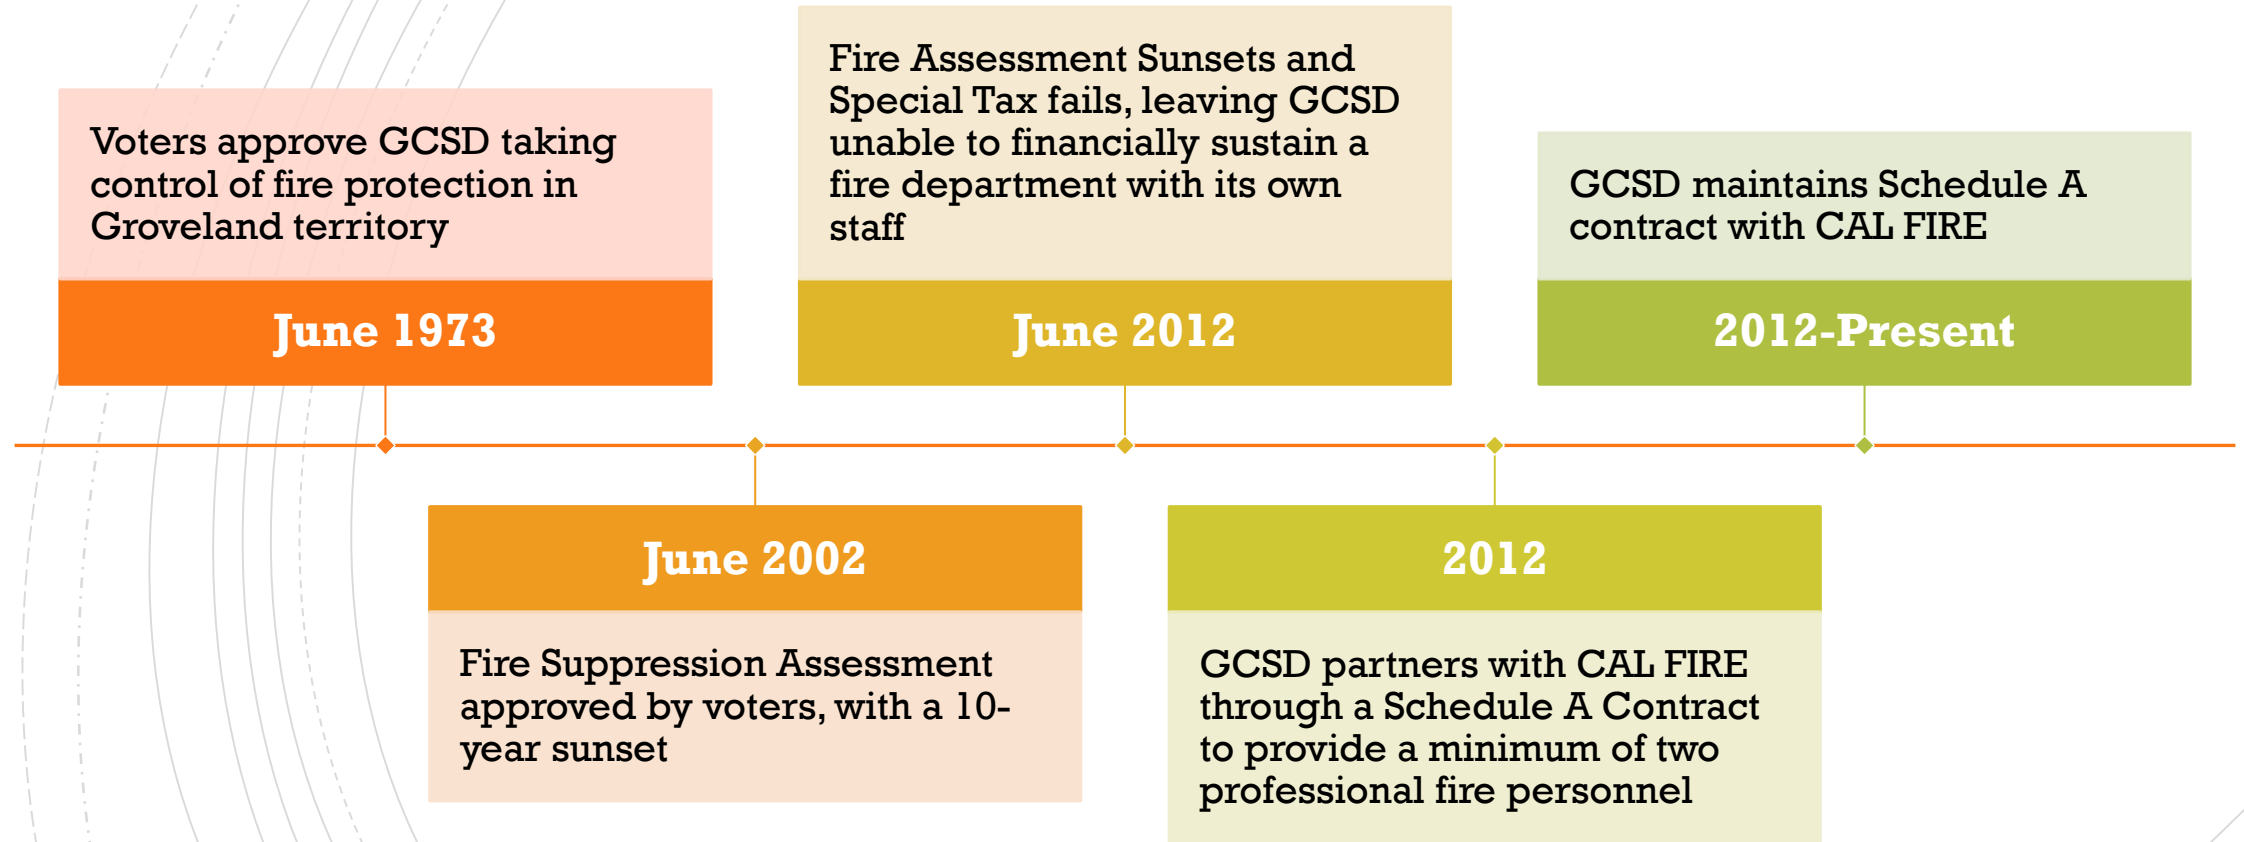 Voters approve GCSD taking
control of fire protection in
Groveland territory
June 1973
June 2002
Fire Suppression Assessment
approved by voters, with a 10-
year sunset
Fire Assessment Sunsets and
Special Tax fails, leaving GCSD
unable to financially sustain a
fire department with its own
staff
June 2012
2012
GCSD partners with CAL FIRE
through a Schedule A Contract
to provide a minimum of two
professional fire personnel
GCSD maintains Schedule A
contract with CAL FIRE
2012-Present